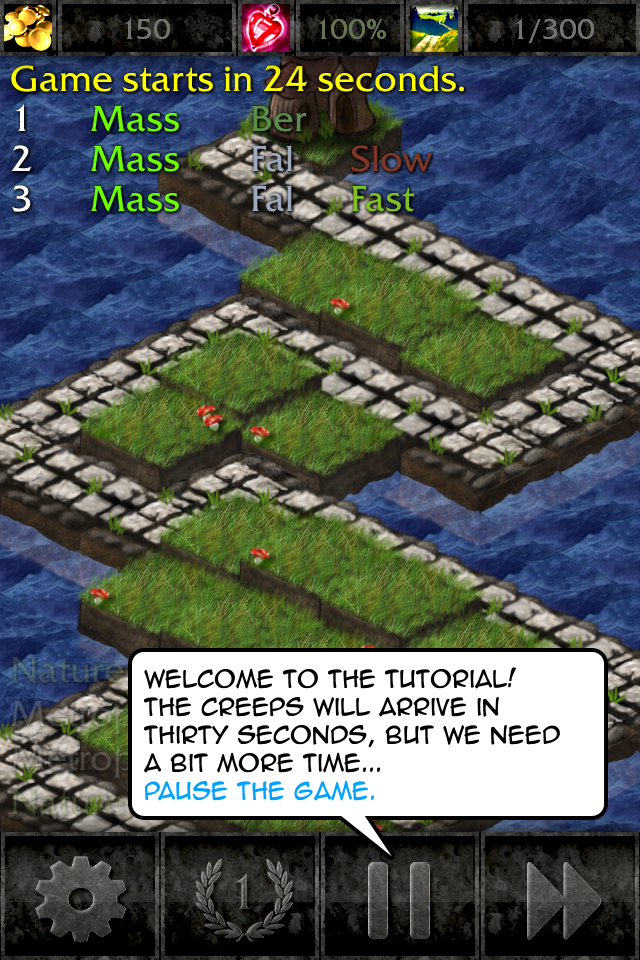 150 100% 1/300
Game starts in 24 seconds.
1 Mass Ber
2 Mass Fal Slow
3 Mass Fal Fast
Nature
WELCOME TO THE TUTORIAL!
THE CREEPS WILL ARRIVE IN
THIRTY SECONDS, BUT WE NEED
A BIT MORE TIME...
PAUSE THE GAME.
1